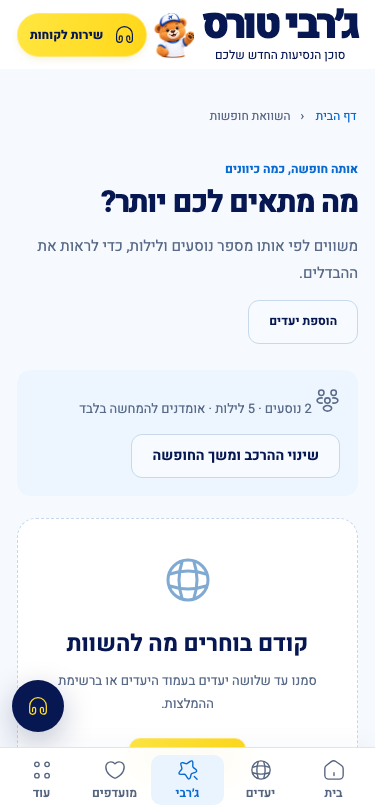 ג׳רבי טורס
סוכן הנסיעות החדש שלכם
שירות לקוחות
דף הבית › השוואת חופשות
אותה חופשה, כמה כיוונים
מה מתאים לכם יותר?
משווים לפי אותו מספר נוסעים ולילות, כדי לראות את
ההבדלים.
הוספת יעדים
2 נוסעים · 5 לילות · אומדנים להמחשה בלבד
שינוי ההרכב ומשך החופשה
קודם בוחרים מה להשוות
סמנו עד שלושה יעדים בעמוד היעדים או ברשימת
ההמלצות.
בית
יעדים
ג׳רבי
מועדפים
עוד